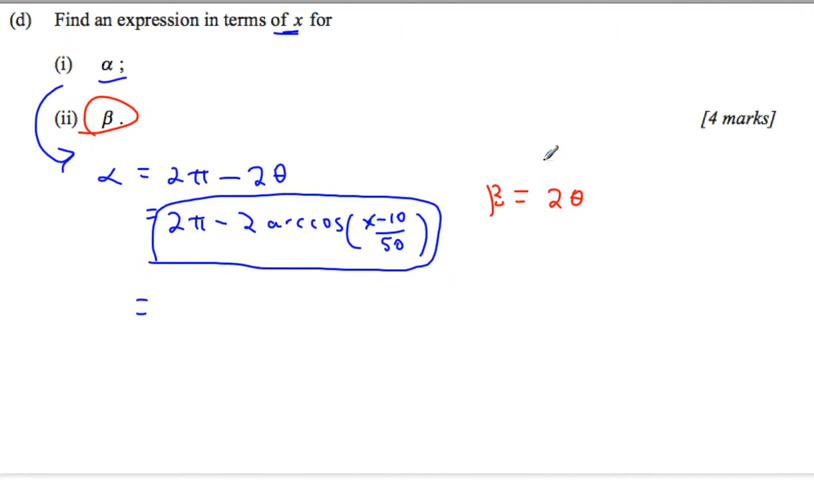 (d) Find an expression in terms of x for
(i) α ;
(ii) β .
[4 marks]
α = 2π − 2θ
= 2π − 2 arccos(x−10/50)
=
β = 2θ